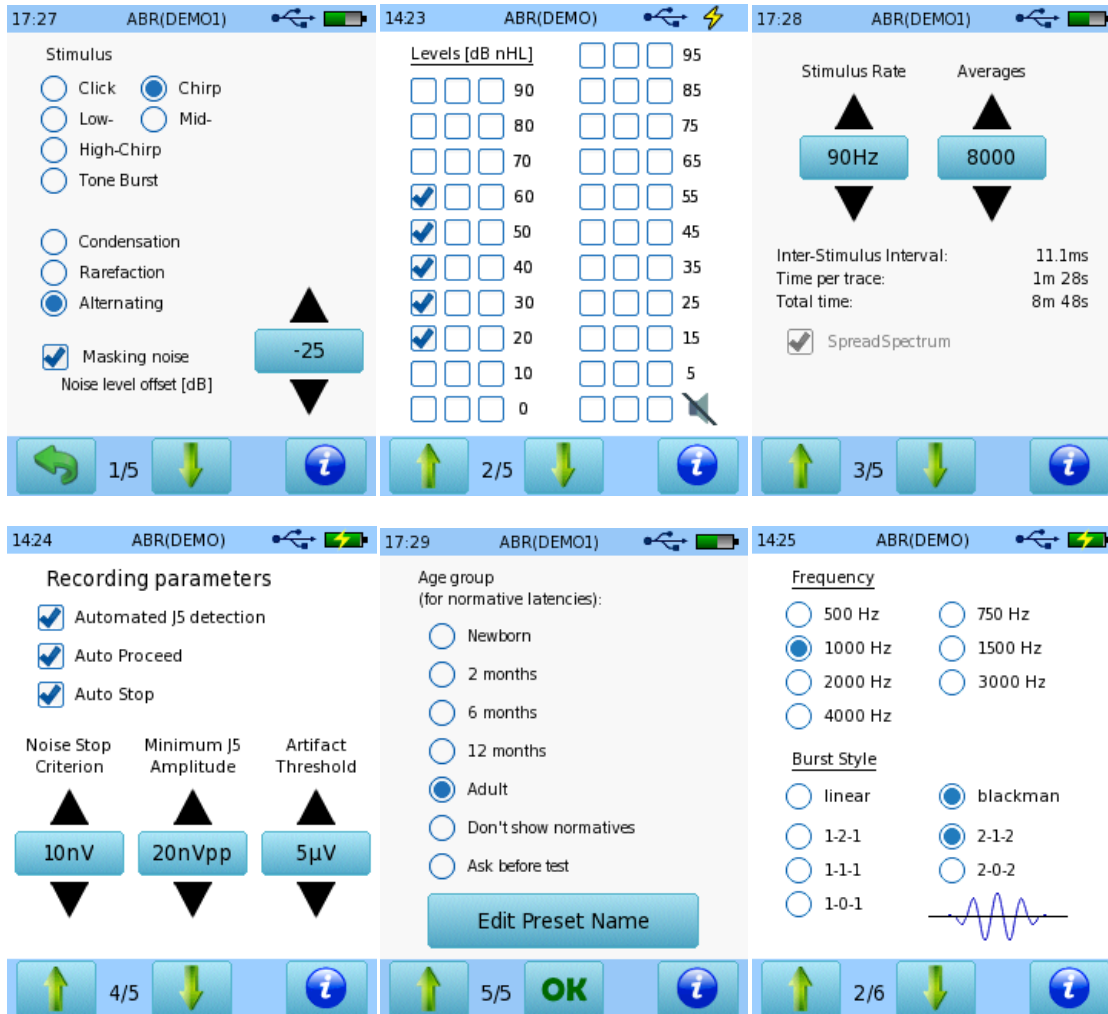 17:27 ABR(DEMO1)
Stimulus
Click Chirp
Low- Mid-
High-Chirp
Tone Burst
Condensation
Rarefaction
Alternating
Masking noise
Noise level offset [dB]
-25
1/5
i
14:23 ABR(DEMO)
Levels [dB nHL] 95
90 85
80 75
70 65
60 55
50 45
40 35
30 25
20 15
10 5
0
2/5
i
17:28 ABR(DEMO1)
Stimulus Rate Averages
90Hz 8000
Inter-Stimulus Interval: 11.1ms
Time per trace: 1m 28s
Total time: 8m 48s
SpreadSpectrum
3/5
i
14:24 ABR(DEMO)
Recording parameters
Automated J5 detection
Auto Proceed
Auto Stop
Noise Stop Minimum J5 Artifact
Criterion Amplitude Threshold
10nV 20nVpp 5µV
4/5
i
17:29 ABR(DEMO1)
Age group
(for normative latencies):
Newborn
2 months
6 months
12 months
Adult
Don't show normatives
Ask before test
Edit Preset Name
5/5 OK
i
14:25 ABR(DEMO)
Frequency
500 Hz 750 Hz
1000 Hz 1500 Hz
2000 Hz 3000 Hz
4000 Hz
Burst Style
linear blackman
1-2-1 2-1-2
1-1-1 2-0-2
1-0-1
2/6
i